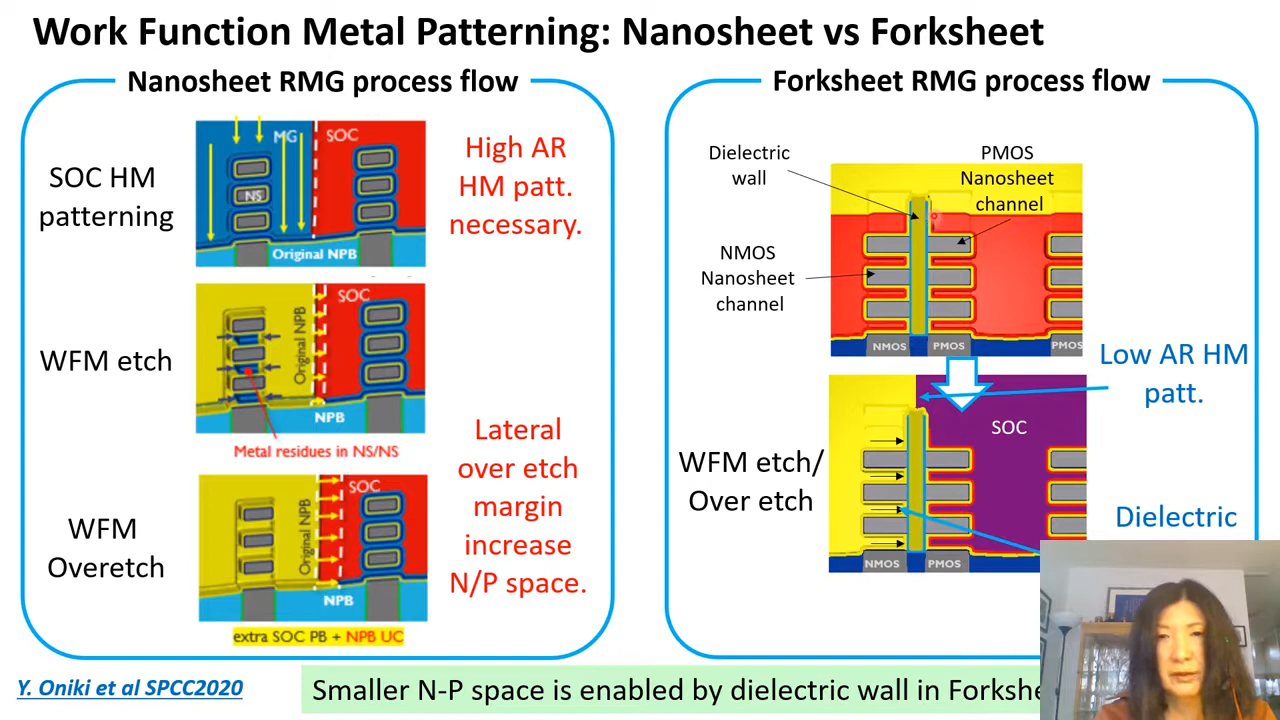 Work Function Metal Patterning: Nanosheet vs Forksheet
Nanosheet RMG process flow
SOC HM
patterning
MG
SOC
NS
Original NPB
High AR
HM patt.
necessary.
WFM etch
SOC
Original NPB
NPB
Metal residues in NS/NS
WFM
Overetch
SOC
Original NPB
NPB
extra SOC PB + NPB UC
Lateral
over etch
margin
increase
N/P space.
Forksheet RMG process flow
Dielectric
wall
PMOS
Nanosheet
channel
NMOS
Nanosheet
channel
NMOS
PMOS
PMOS
Low AR HM
patt.
SOC
WFM etch/
Over etch
Dielectric
NMOS
PMOS
Y. Oniki et al SPCC2020
Smaller N-P space is enabled by dielectric wall in